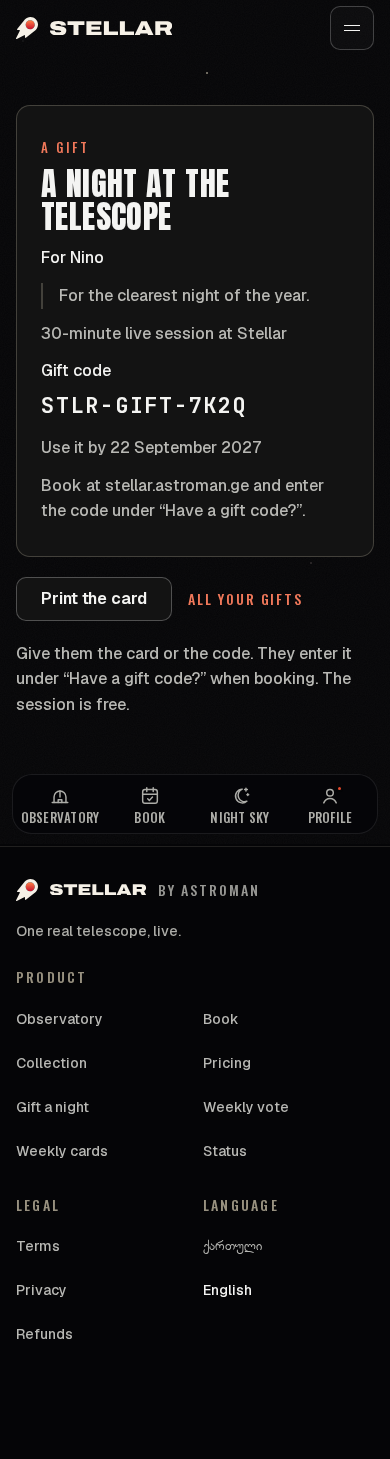 STELLAR
A GIFT
A NIGHT AT THE
TELESCOPE
For Nino
For the clearest night of the year.
30-minute live session at Stellar
Gift code
STLR-GIFT-7K2Q
Use it by 22 September 2027
Book at stellar.astroman.ge and enter
the code under “Have a gift code?”.
Print the card
ALL YOUR GIFTS
Give them the card or the code. They enter it
under “Have a gift code?” when booking. The
session is free.
OBSERVATORY
BOOK
NIGHT SKY
PROFILE
STELLAR BY ASTROMAN
One real telescope, live.
PRODUCT
Observatory
Book
Collection
Pricing
Gift a night
Weekly vote
Weekly cards
Status
LEGAL
LANGUAGE
Terms
ქართული
Privacy
English
Refunds